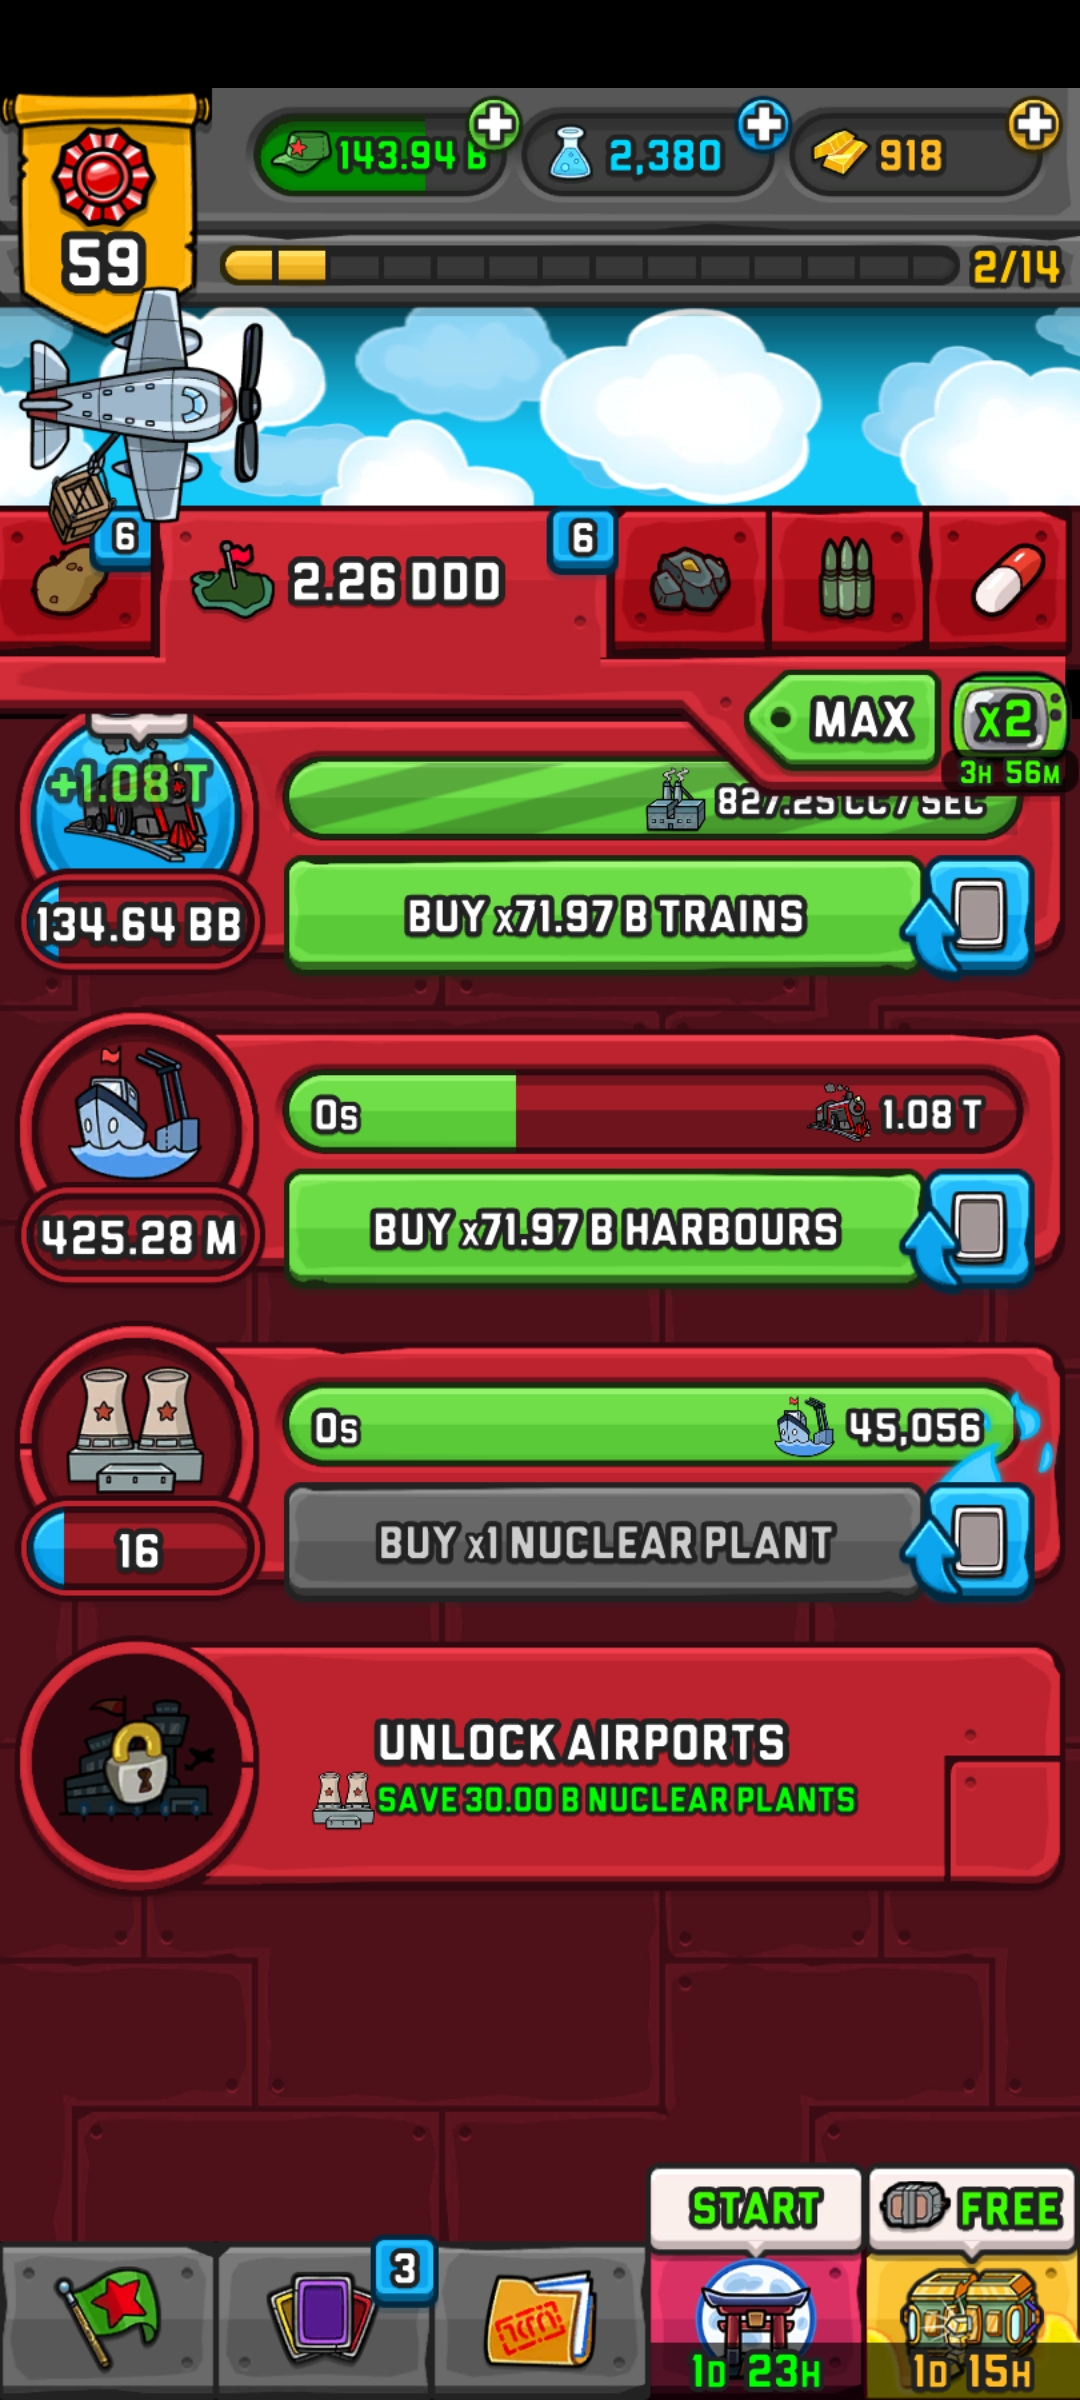 143.94 B
2,380
918
59
2/14
6
2.26 DDD
6
MAX
x2
3H 56M
+1.08 T
827.25 CC / SEC
134.64 BB
BUY x71.97 B TRAINS
0s
1.08 T
425.28 M
BUY x71.97 B HARBOURS
0s
45,056
16
BUY x1 NUCLEAR PLANT
UNLOCK AIRPORTS
SAVE 30.00 B NUCLEAR PLANTS
START
FREE
3
1D 23H
1D 15H